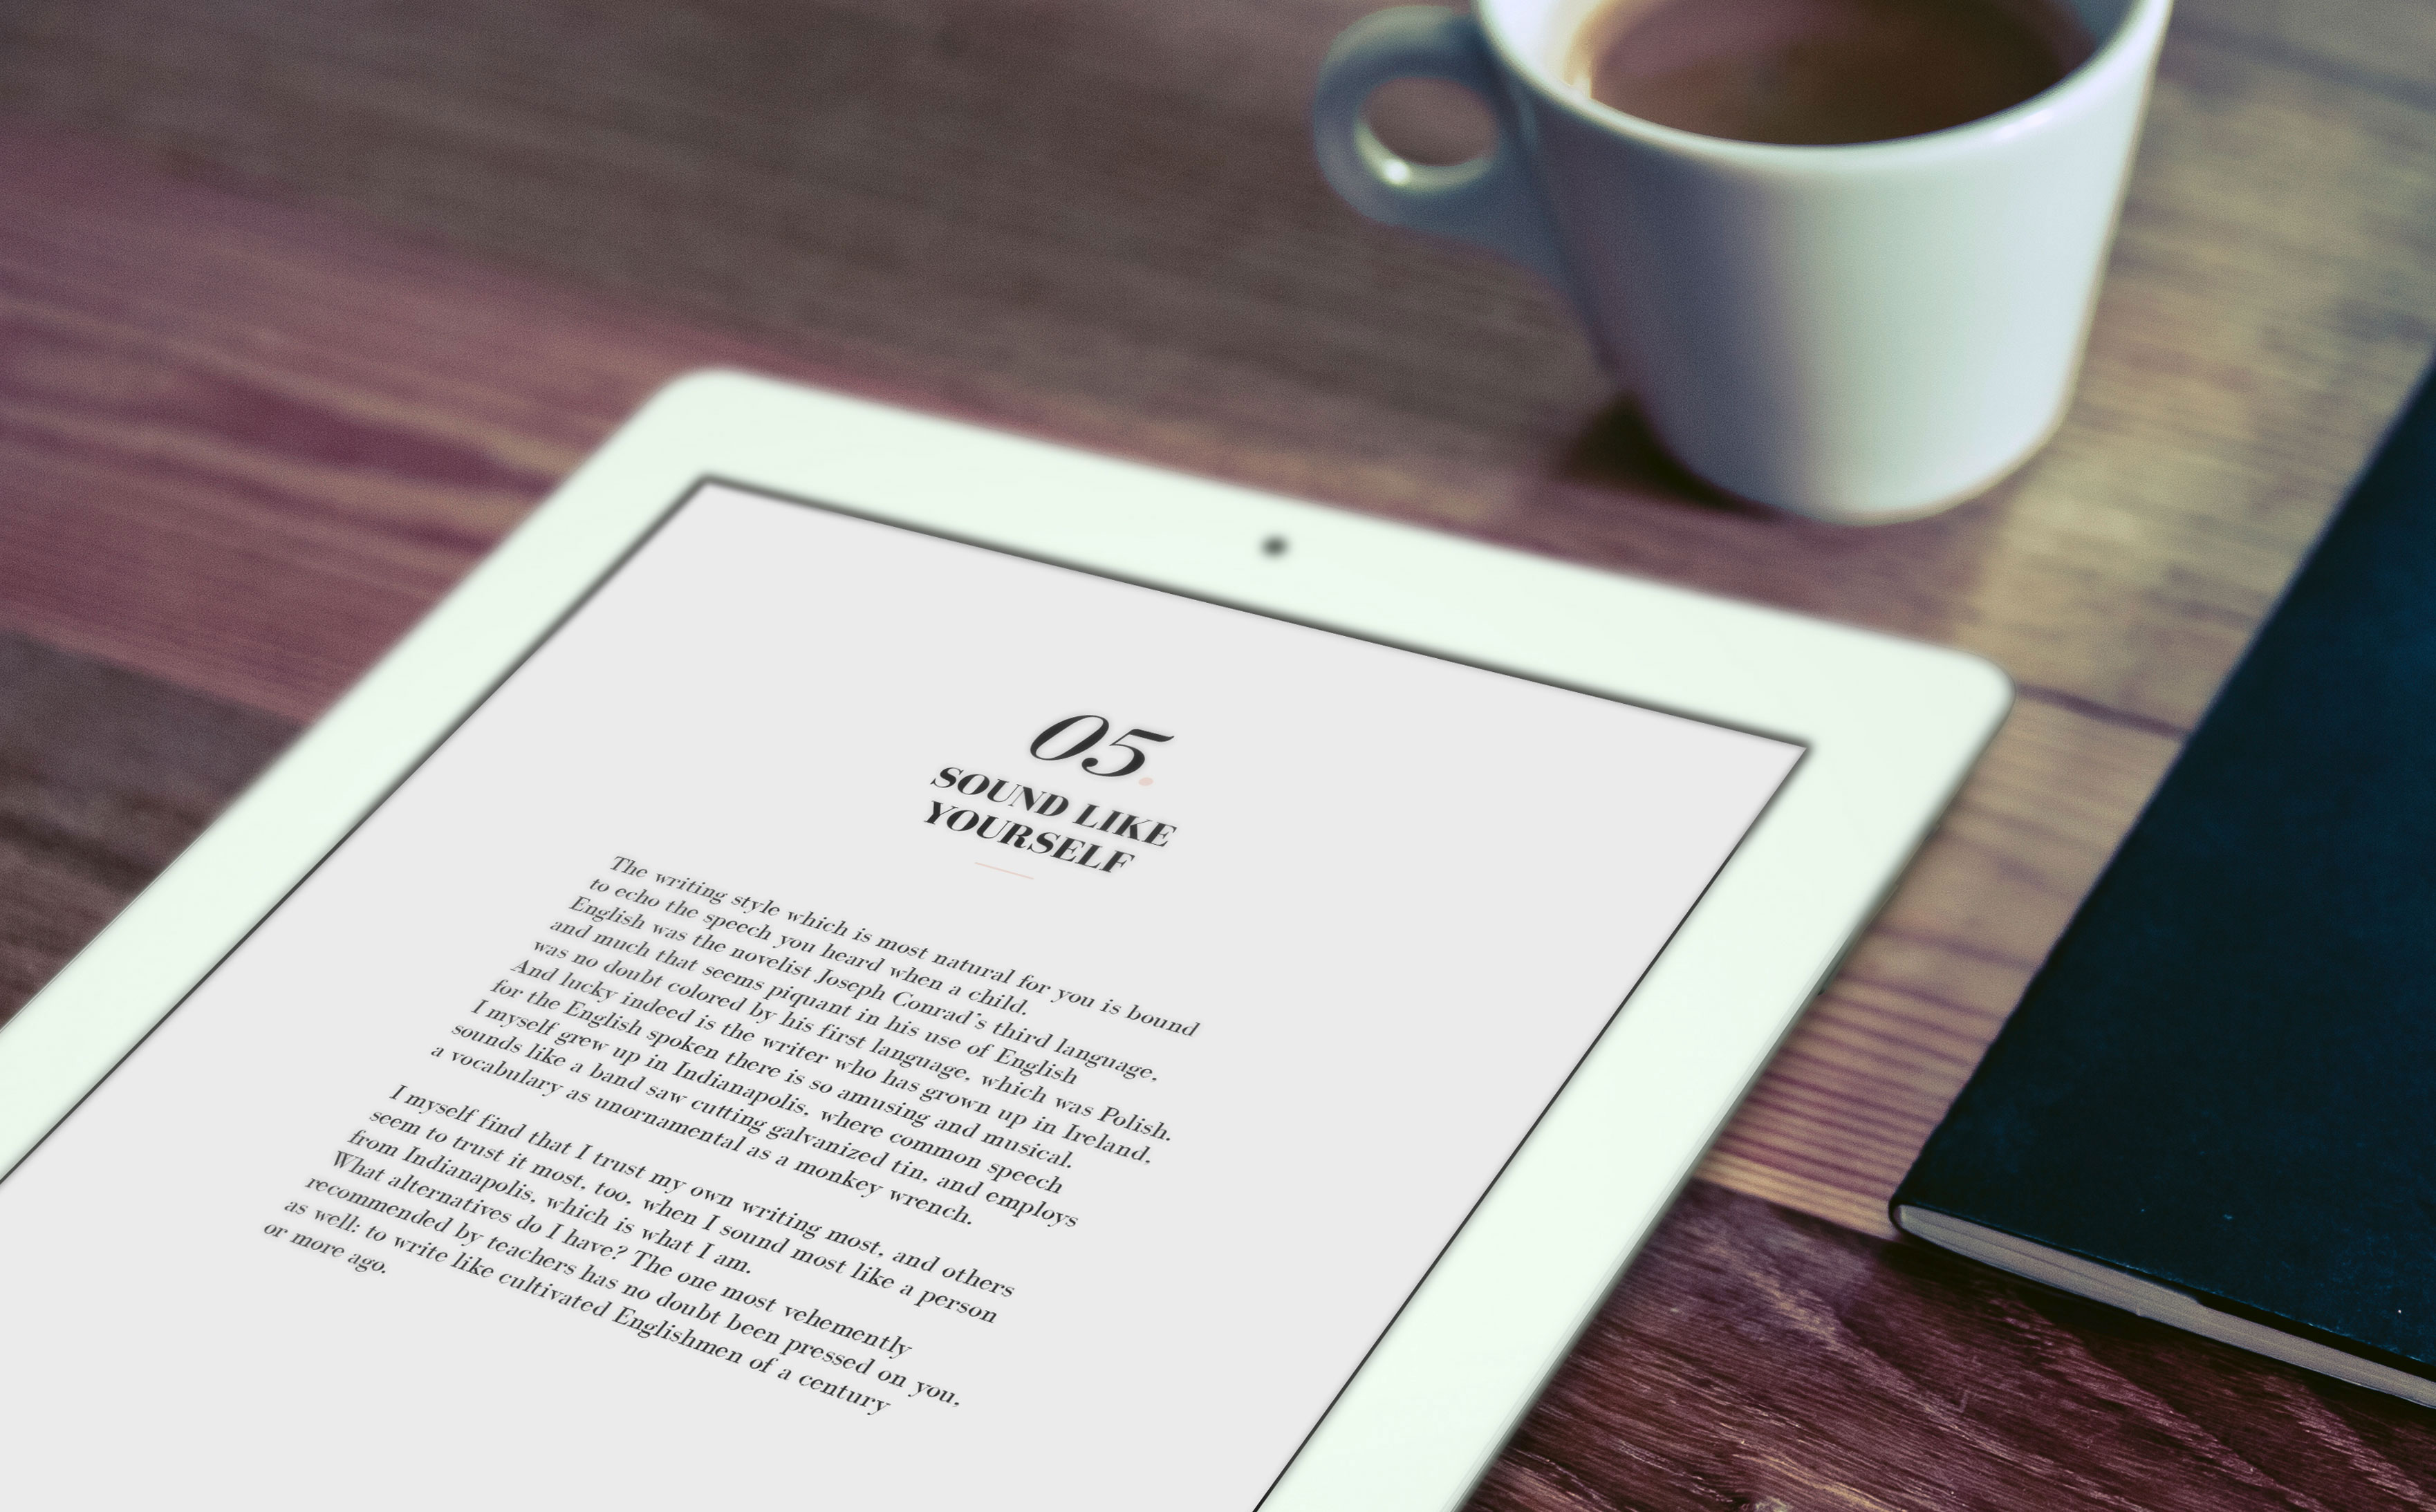 05.
SOUND LIKE
YOURSELF
The writing style which is most natural for you is bound
to echo the speech you heard when a child.
English was the novelist Joseph Conrad's third language,
and much that seems piquant in his use of English
was no doubt colored by his first language, which was Polish.
And lucky indeed is the writer who has grown up in Ireland,
for the English spoken there is so amusing and musical.
I myself grew up in Indianapolis, where common speech
sounds like a band saw cutting galvanized tin, and employs
a vocabulary as unornamental as a monkey wrench.
I myself find that I trust my own writing most, and others
seem to trust it most, too, when I sound most like a person
from Indianapolis, which is what I am.
What alternatives do I have? The one most vehemently
recommended by teachers has no doubt been pressed on you,
as well: to write like cultivated Englishmen of a century
or more ago.